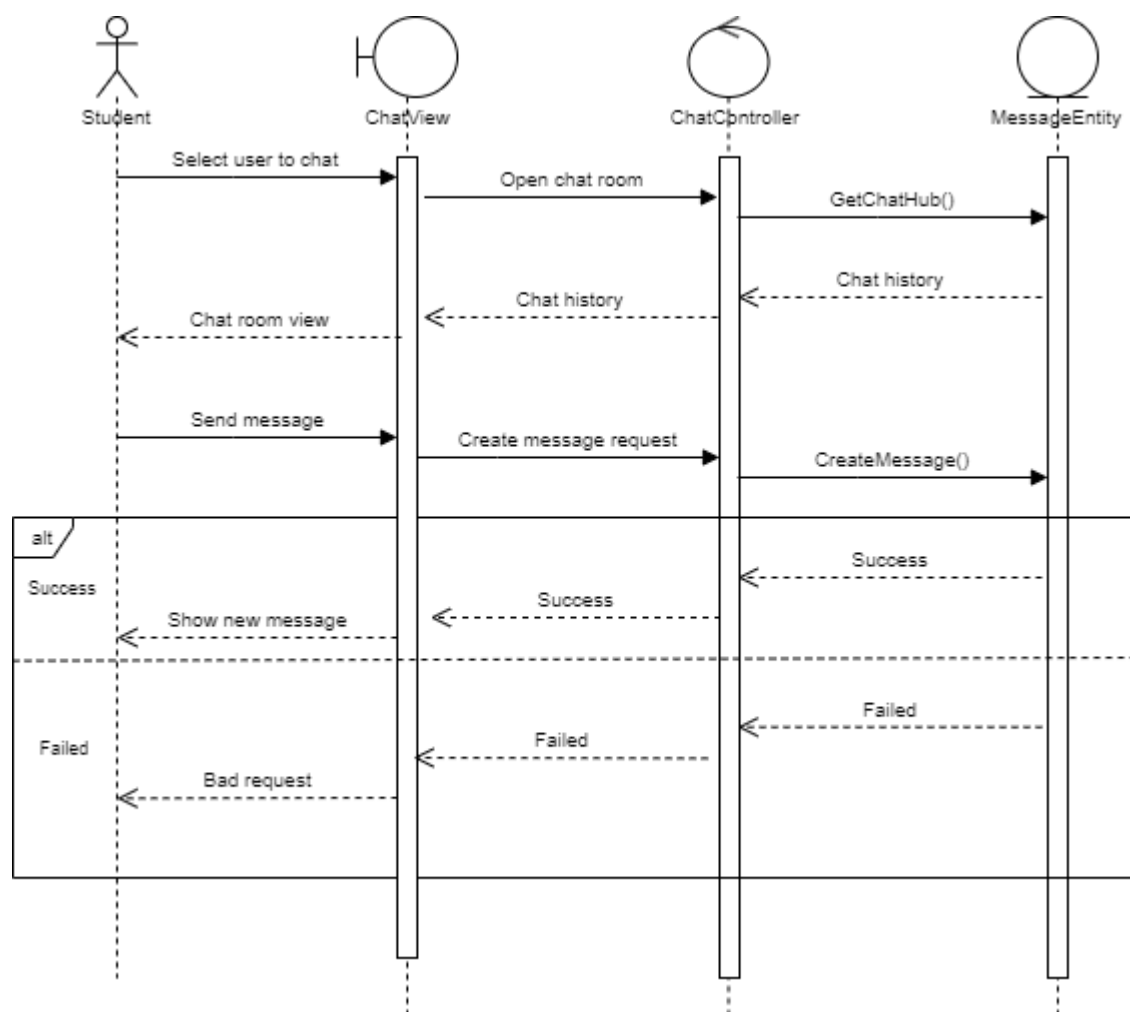 Student
ChatView
ChatController
MessageEntity
Select user to chat
Open chat room
GetChatHub()
Chat history
Chat history
Chat room view
Send message
Create message request
CreateMessage()
alt
Success
Success
Success
Show new message
Failed
Failed
Failed
Bad request